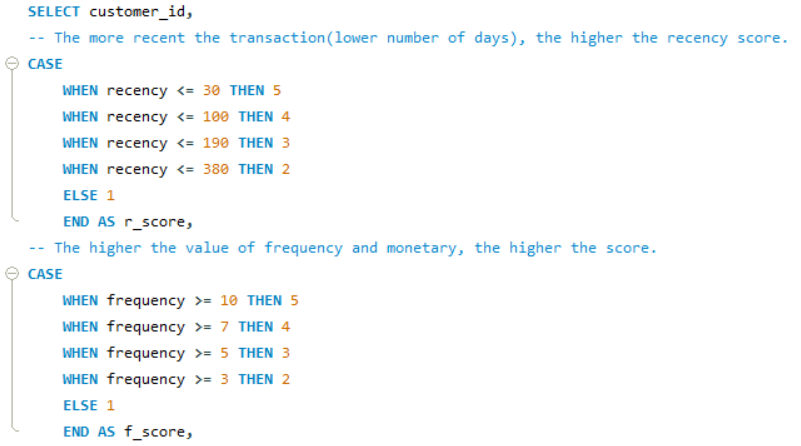 SELECT customer_id,
-- The more recent the transaction(lower number of days), the higher the recency score.
CASE
WHEN recency <= 30 THEN 5
WHEN recency <= 100 THEN 4
WHEN recency <= 190 THEN 3
WHEN recency <= 380 THEN 2
ELSE 1
END AS r_score,
-- The higher the value of frequency and monetary, the higher the score.
CASE
WHEN frequency >= 10 THEN 5
WHEN frequency >= 7 THEN 4
WHEN frequency >= 5 THEN 3
WHEN frequency >= 3 THEN 2
ELSE 1
END AS f_score,